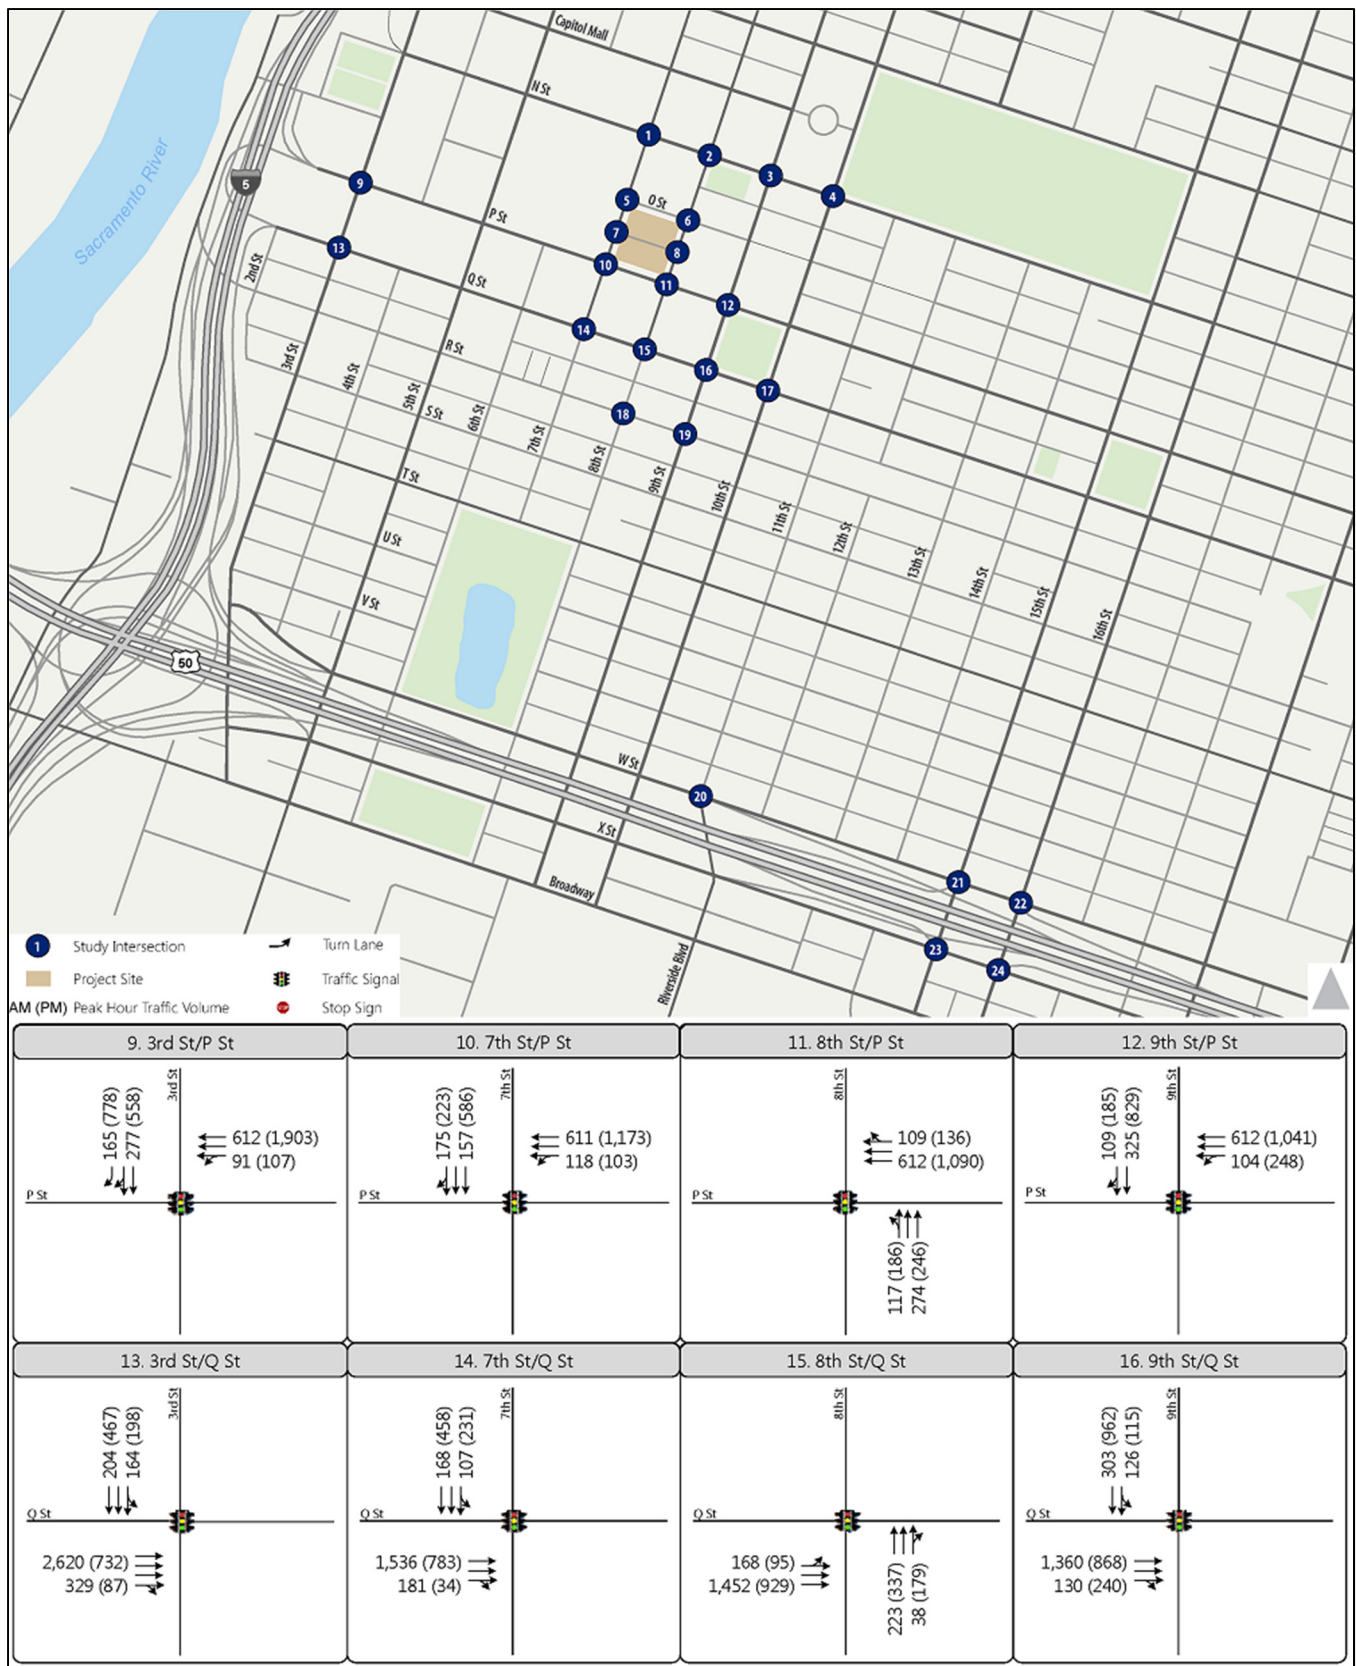 Capitol Mall
N St
Sacramento River
1
2
3
4
5
9
5
O St
6
7
8
P St
10
11
13
2nd St
Q St
12
14
15
R St
16
17
3rd St
4th St
5th St
S St
6th St
7th St
18
19
8th St
9th St
10th St
11th St
12th St
13th St
14th St
15th St
16th St
T St
U St
V St
50
W St
20
X St
Broadway
Riverside Blvd
21
22
23
24
1 Study Intersection
Turn Lane
Project Site
Traffic Signal
AM (PM) Peak Hour Traffic Volume
Stop Sign
9. 3rd St/P St
165 (778)
277 (558)
3rd St
612 (1,903)
91 (107)
P St
10. 7th St/P St
175 (223)
157 (586)
7th St
611 (1,173)
118 (103)
P St
11. 8th St/P St
8th St
109 (136)
612 (1,090)
P St
117 (186)
274 (246)
12. 9th St/P St
109 (185)
325 (829)
9th St
612 (1,041)
104 (248)
P St
13. 3rd St/Q St
204 (467)
164 (198)
3rd St
Q St
2,620 (732)
329 (87)
14. 7th St/Q St
168 (458)
107 (231)
7th St
Q St
1,536 (783)
181 (34)
15. 8th St/Q St
8th St
Q St
168 (95)
1,452 (929)
223 (337)
38 (179)
16. 9th St/Q St
303 (962)
126 (115)
9th St
Q St
1,360 (868)
130 (240)